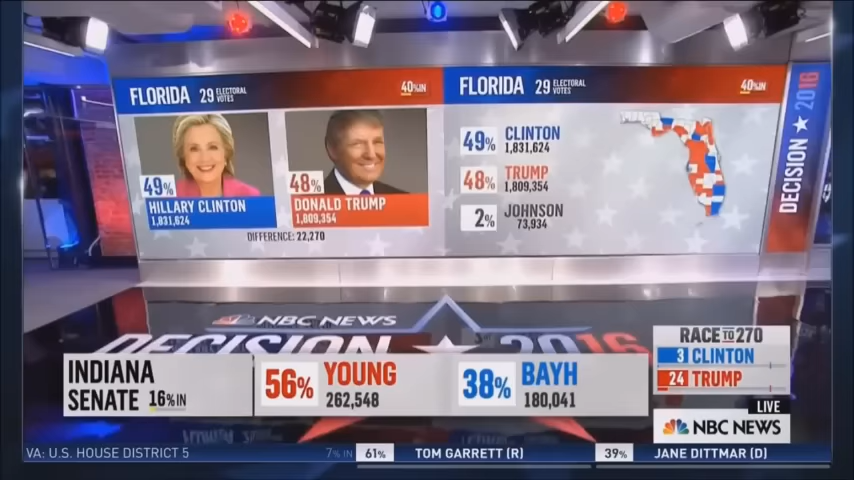 FLORIDA 29 ELECTORAL VOTES 40% IN
49%
HILLARY CLINTON
1,831,624
48%
DONALD TRUMP
1,809,354
DIFFERENCE: 22,270
FLORIDA 29 ELECTORAL VOTES 40% IN
49% CLINTON
1,831,624
48% TRUMP
1,809,354
2% JOHNSON
73,934
DECISION ★ 2016
NBC NEWS
DECISION ★ 2016
INDIANA
SENATE 16% IN
56% YOUNG
262,548
38% BAYH
180,041
RACE TO 270
3 CLINTON
24 TRUMP
LIVE
NBC NEWS
VA: U.S. HOUSE DISTRICT 5 7% IN 61% TOM GARRETT (R) 39% JANE DITTMAR (D)